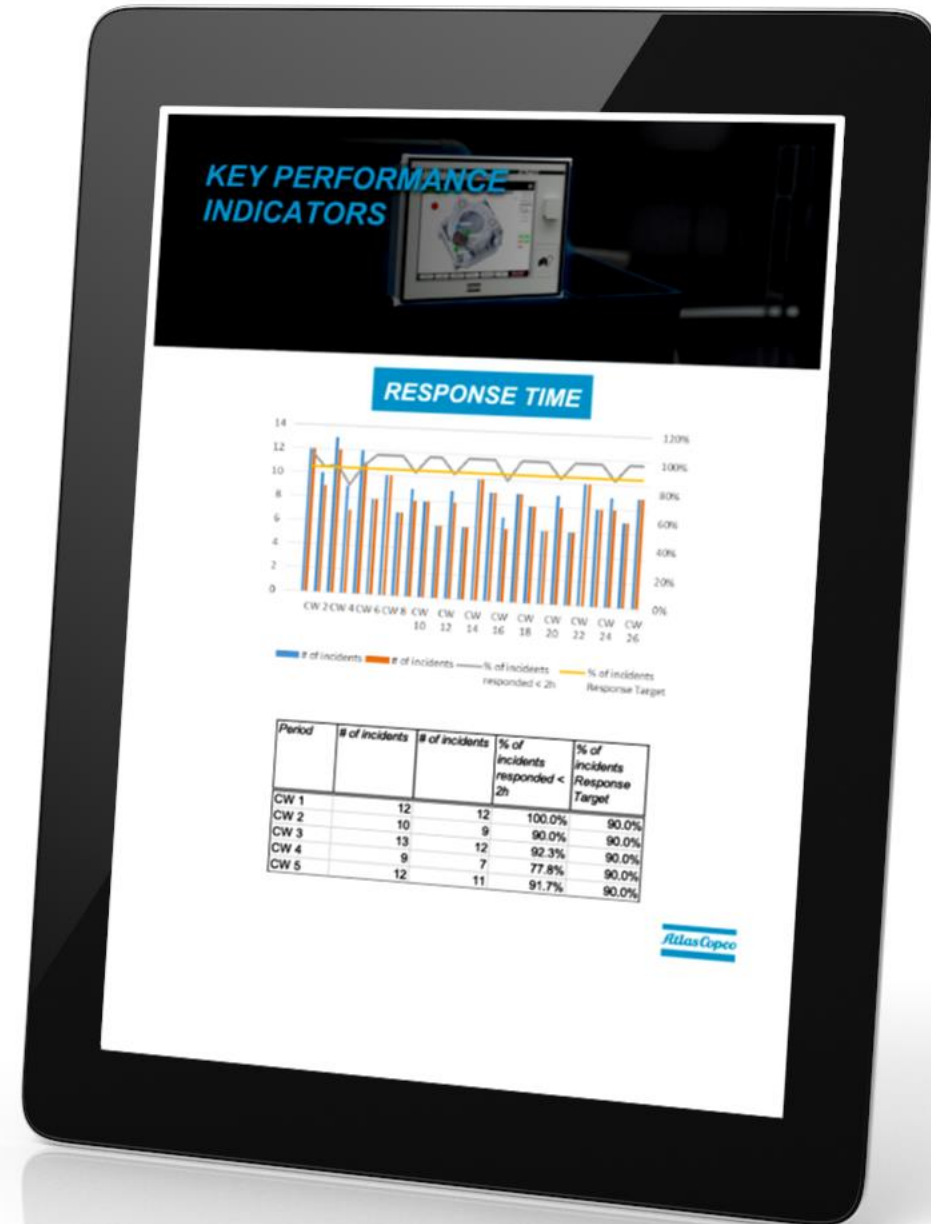 KEY PERFORMANCE
INDICATORS
RESPONSE TIME
14
12
10
8
6
4
2
0
120%
100%
80%
60%
40%
20%
0%
CW 2 CW 4 CW 6 CW 8 CW 10 CW 12 CW 14 CW 16 CW 18 CW 20 CW 22 CW 24 CW 26
# of incidents # of incidents % of incidents responded < 2h % of incidents Response Target
Period # of incidents # of incidents % of incidents responded < 2h % of incidents Response Target
CW 1 12 12 100.0% 90.0%
CW 2 10 9 90.0% 90.0%
CW 3 13 12 92.3% 90.0%
CW 4 9 7 77.8% 90.0%
CW 5 12 11 91.7% 90.0%
Atlas Copco